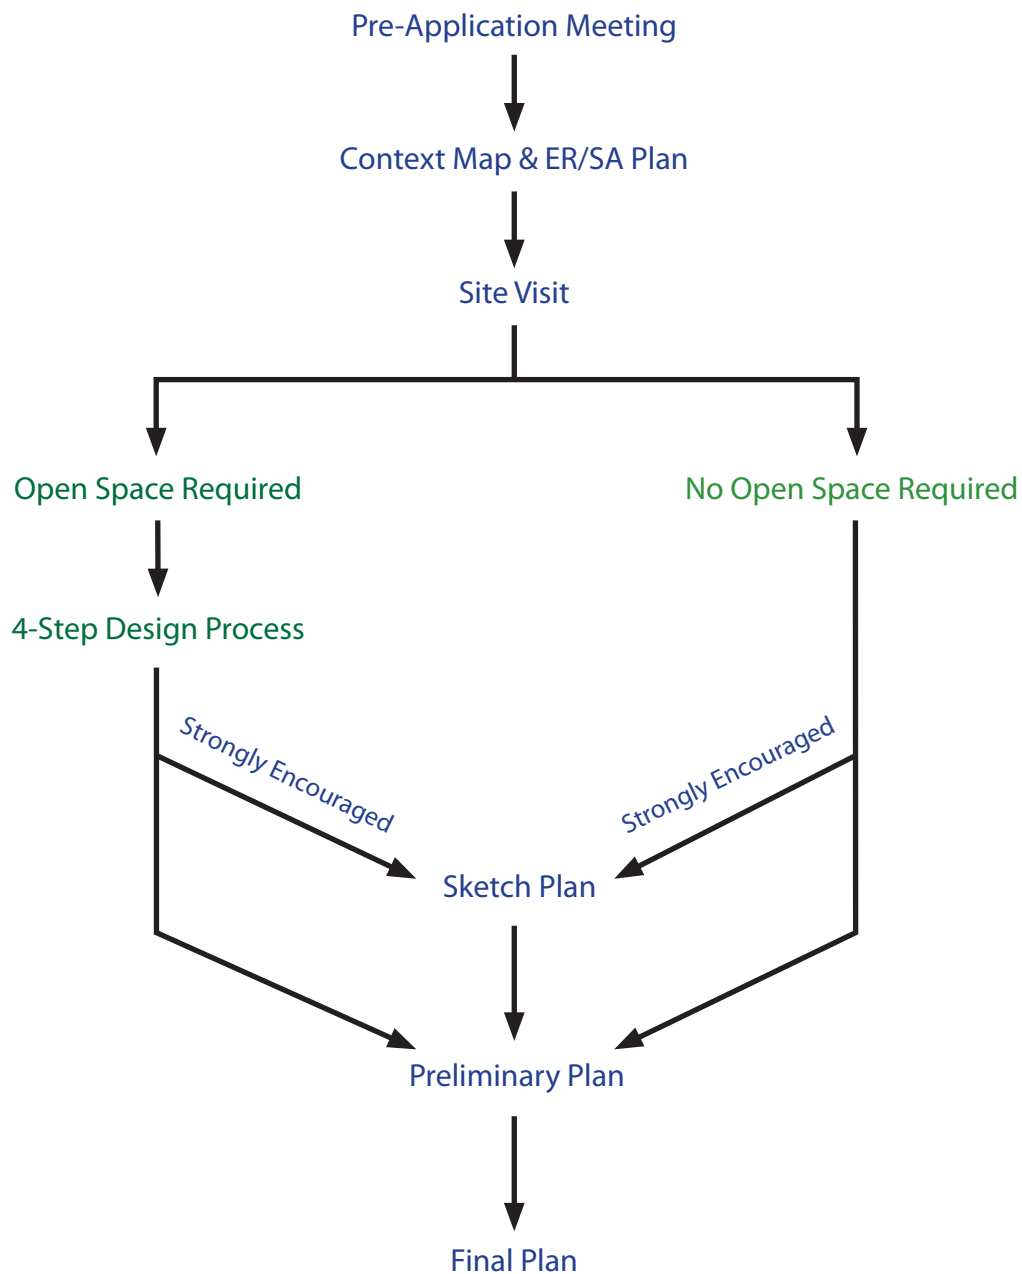 Pre-Application Meeting
Context Map & ER/SA Plan
Site Visit
Open Space Required
No Open Space Required
4-Step Design Process
Strongly Encouraged
Strongly Encouraged
Sketch Plan
Preliminary Plan
Final Plan